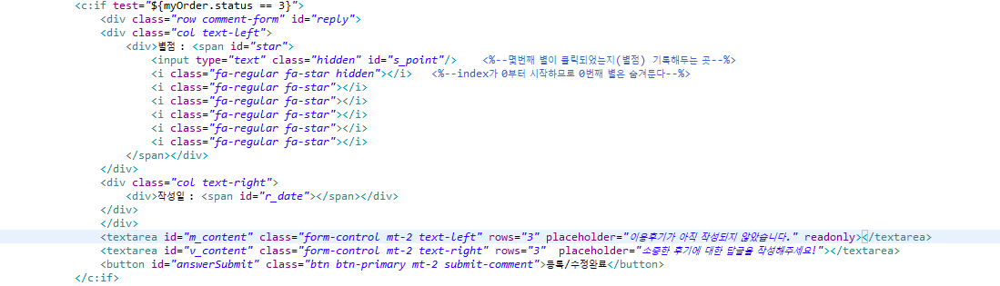 <c:if test="${myOrder.status == 3}">
<div class="row comment-form" id="reply">
<div class="col text-left">
<div>별점 : <span id="star">
<input type="text" class="hidden" id="s_point"/> <%--몇번째 별이 클릭되었는지(별점) 기록해두는 곳--%>
<i class="fa-regular fa-star hidden"></i> <%--index가 0부터 시작하므로 0번째 별은 숨겨둔다--%>
<i class="fa-regular fa-star"></i>
<i class="fa-regular fa-star"></i>
<i class="fa-regular fa-star"></i>
<i class="fa-regular fa-star"></i>
<i class="fa-regular fa-star"></i>
</span></div>
</div>
<div class="col text-right">
<div>작성일 : <span id="r_date"></span></div>
</div>
</div>
<textarea id="m_content" class="form-control mt-2 text-left" rows="3" placeholder="이용후기가 아직 작성되지 않았습니다." readonly></textarea>
<textarea id="v_content" class="form-control mt-2 text-right" rows="3" placeholder="소중한 후기에 대한 답글을 작성해주세요!"></textarea>
<button id="answerSubmit" class="btn btn-primary mt-2 submit-comment">등록/수정완료</button>
</c:if>